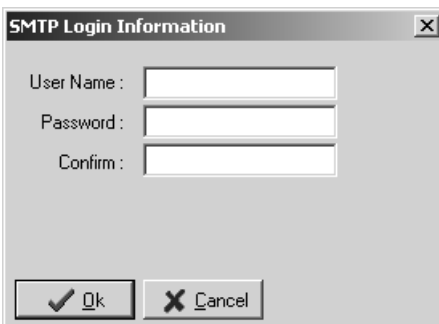 SMTP Login Information
User Name :
Password :
Confirm :
Ok Cancel